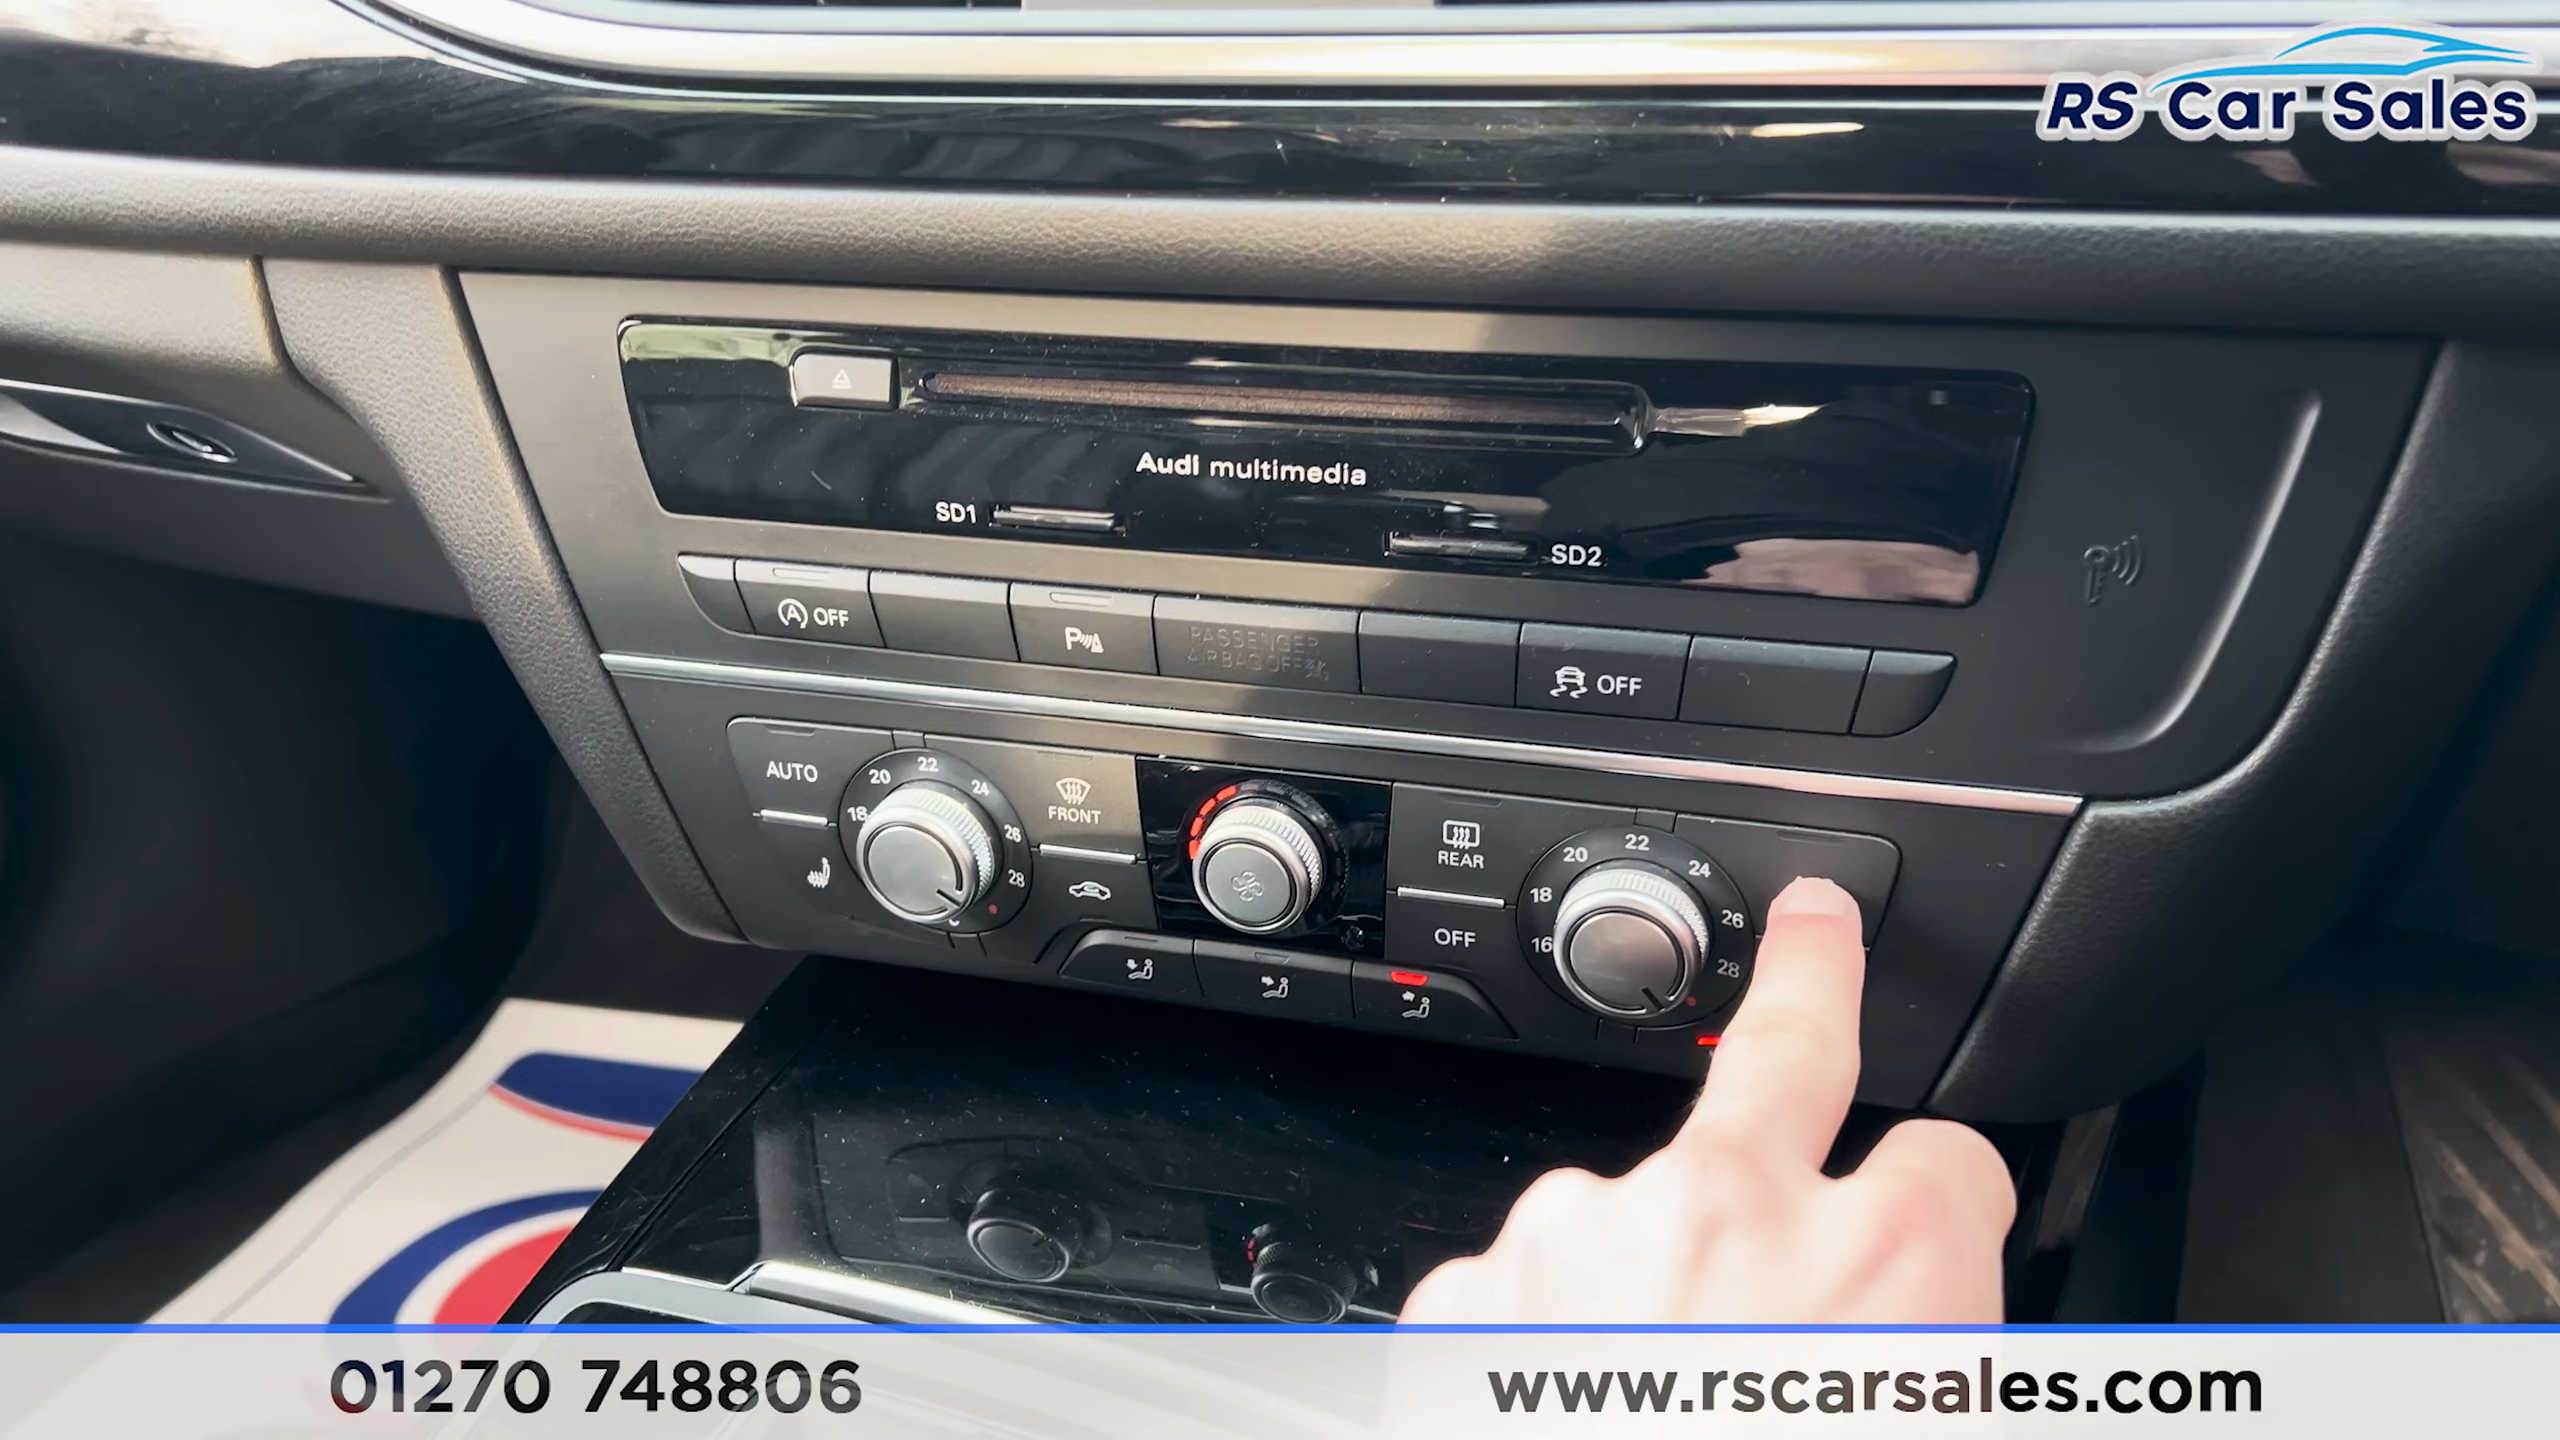 RS Car Sales
Audi multimedia
SD1
SD2
A OFF
P
PASSENGER
AIRBAG OFF
OFF
AUTO
18 20 22 24 26 28
FRONT
REAR
OFF
16 18 20 22 24 26 28
01270 748806
www.rscarsales.com